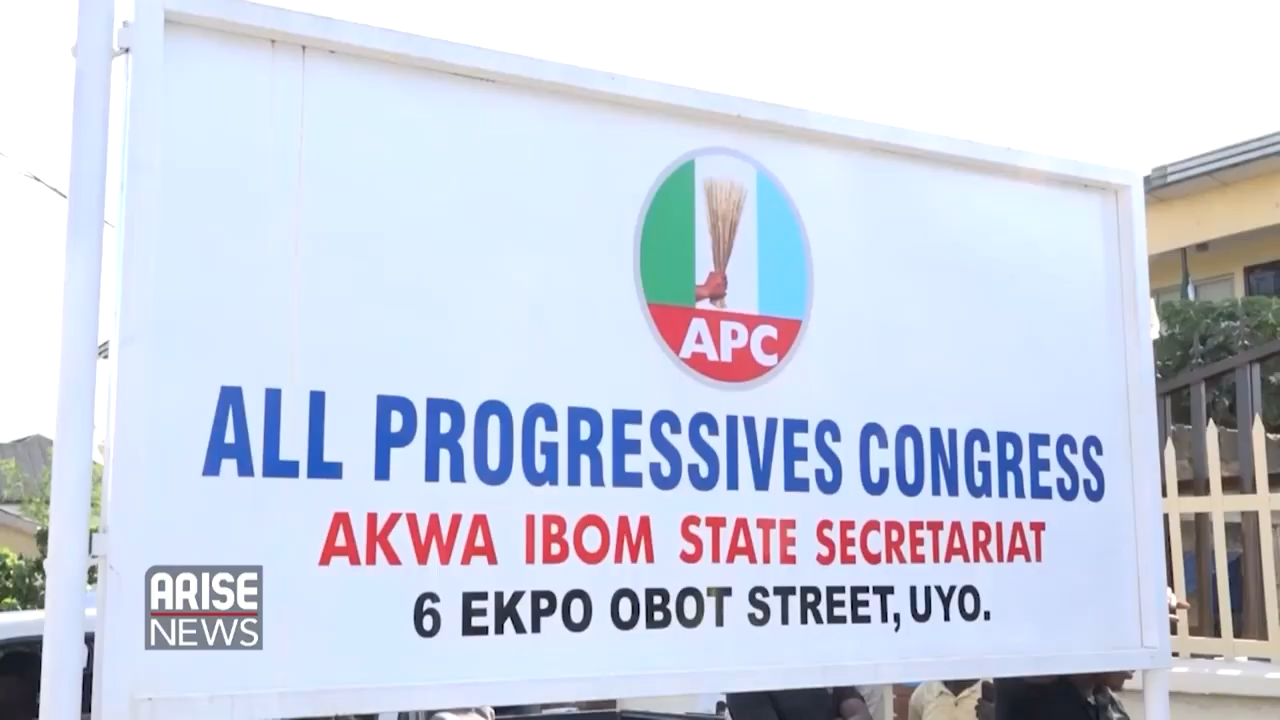 APC
ALL PROGRESSIVES CONGRESS
AKWA IBOM STATE SECRETARIAT
6 EKPO OBOT STREET, UYO.
ARISE
NEWS